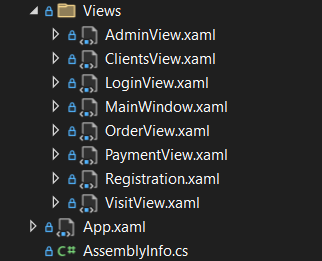 Views
AdminView.xaml
ClientsView.xaml
LoginView.xaml
MainWindow.xaml
OrderView.xaml
PaymentView.xaml
Registration.xaml
VisitView.xaml
App.xaml
C# AssemblyInfo.cs